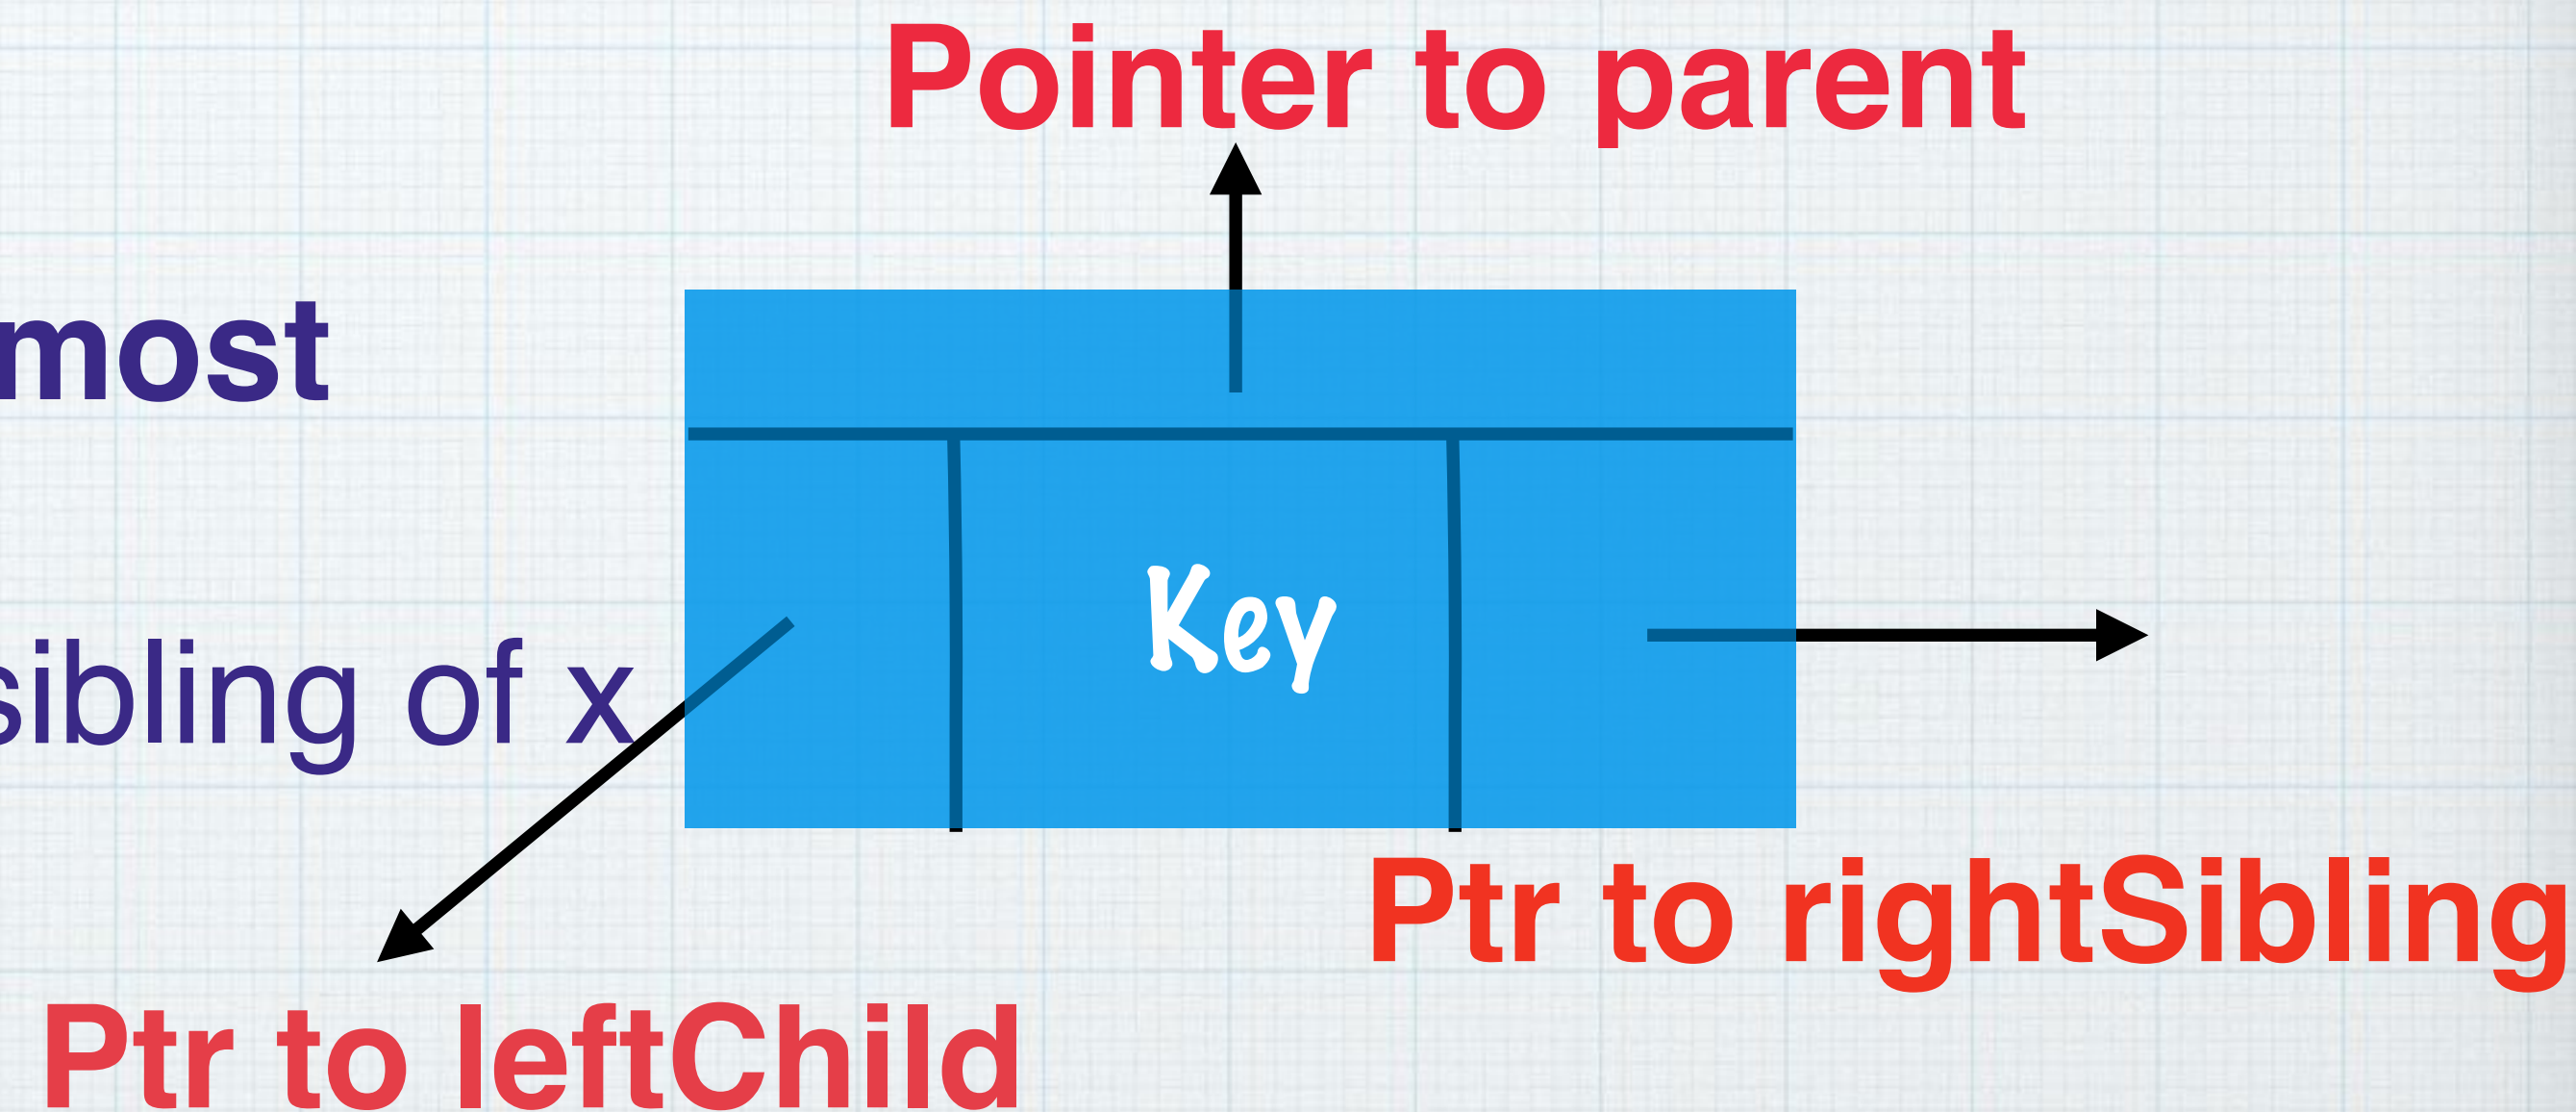 Pointer to parent
most
Key
sibling of x
Ptr to rightSibling
Ptr to leftChild